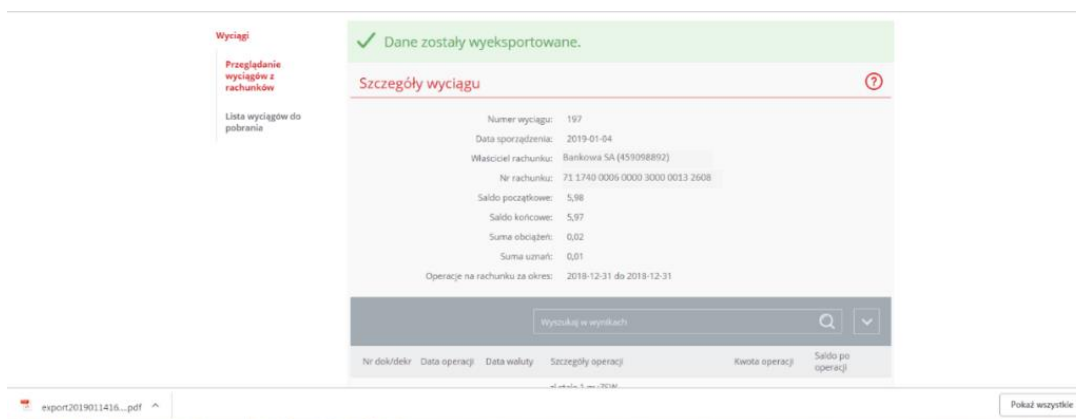 Wyciągi
Przeglądanie
wyciągów z
rachunków
Lista wyciągów do
pobrania
Dane zostały wyeksportowane.
Szczegóły wyciągu
Numer wyciągu: 197
Data sporządzenia: 2019-01-04
Właściciel rachunku: Bankowa SA (459098892)
Nr rachunku: 71 1740 0006 0000 3000 0013 2608
Saldo początkowe: 5,98
Saldo końcowe: 5,97
Suma obciążeń: 0,02
Suma uznań: 0,01
Operacje na rachunku za okres: 2018-12-31 do 2018-12-31
Wyszukaj w wynikach
Nr dok/dekr Data operacji Data waluty Szczegóły operacji Kwota operacji Saldo po
operacji
export2019011416....pdf
Pokaż wszystkie